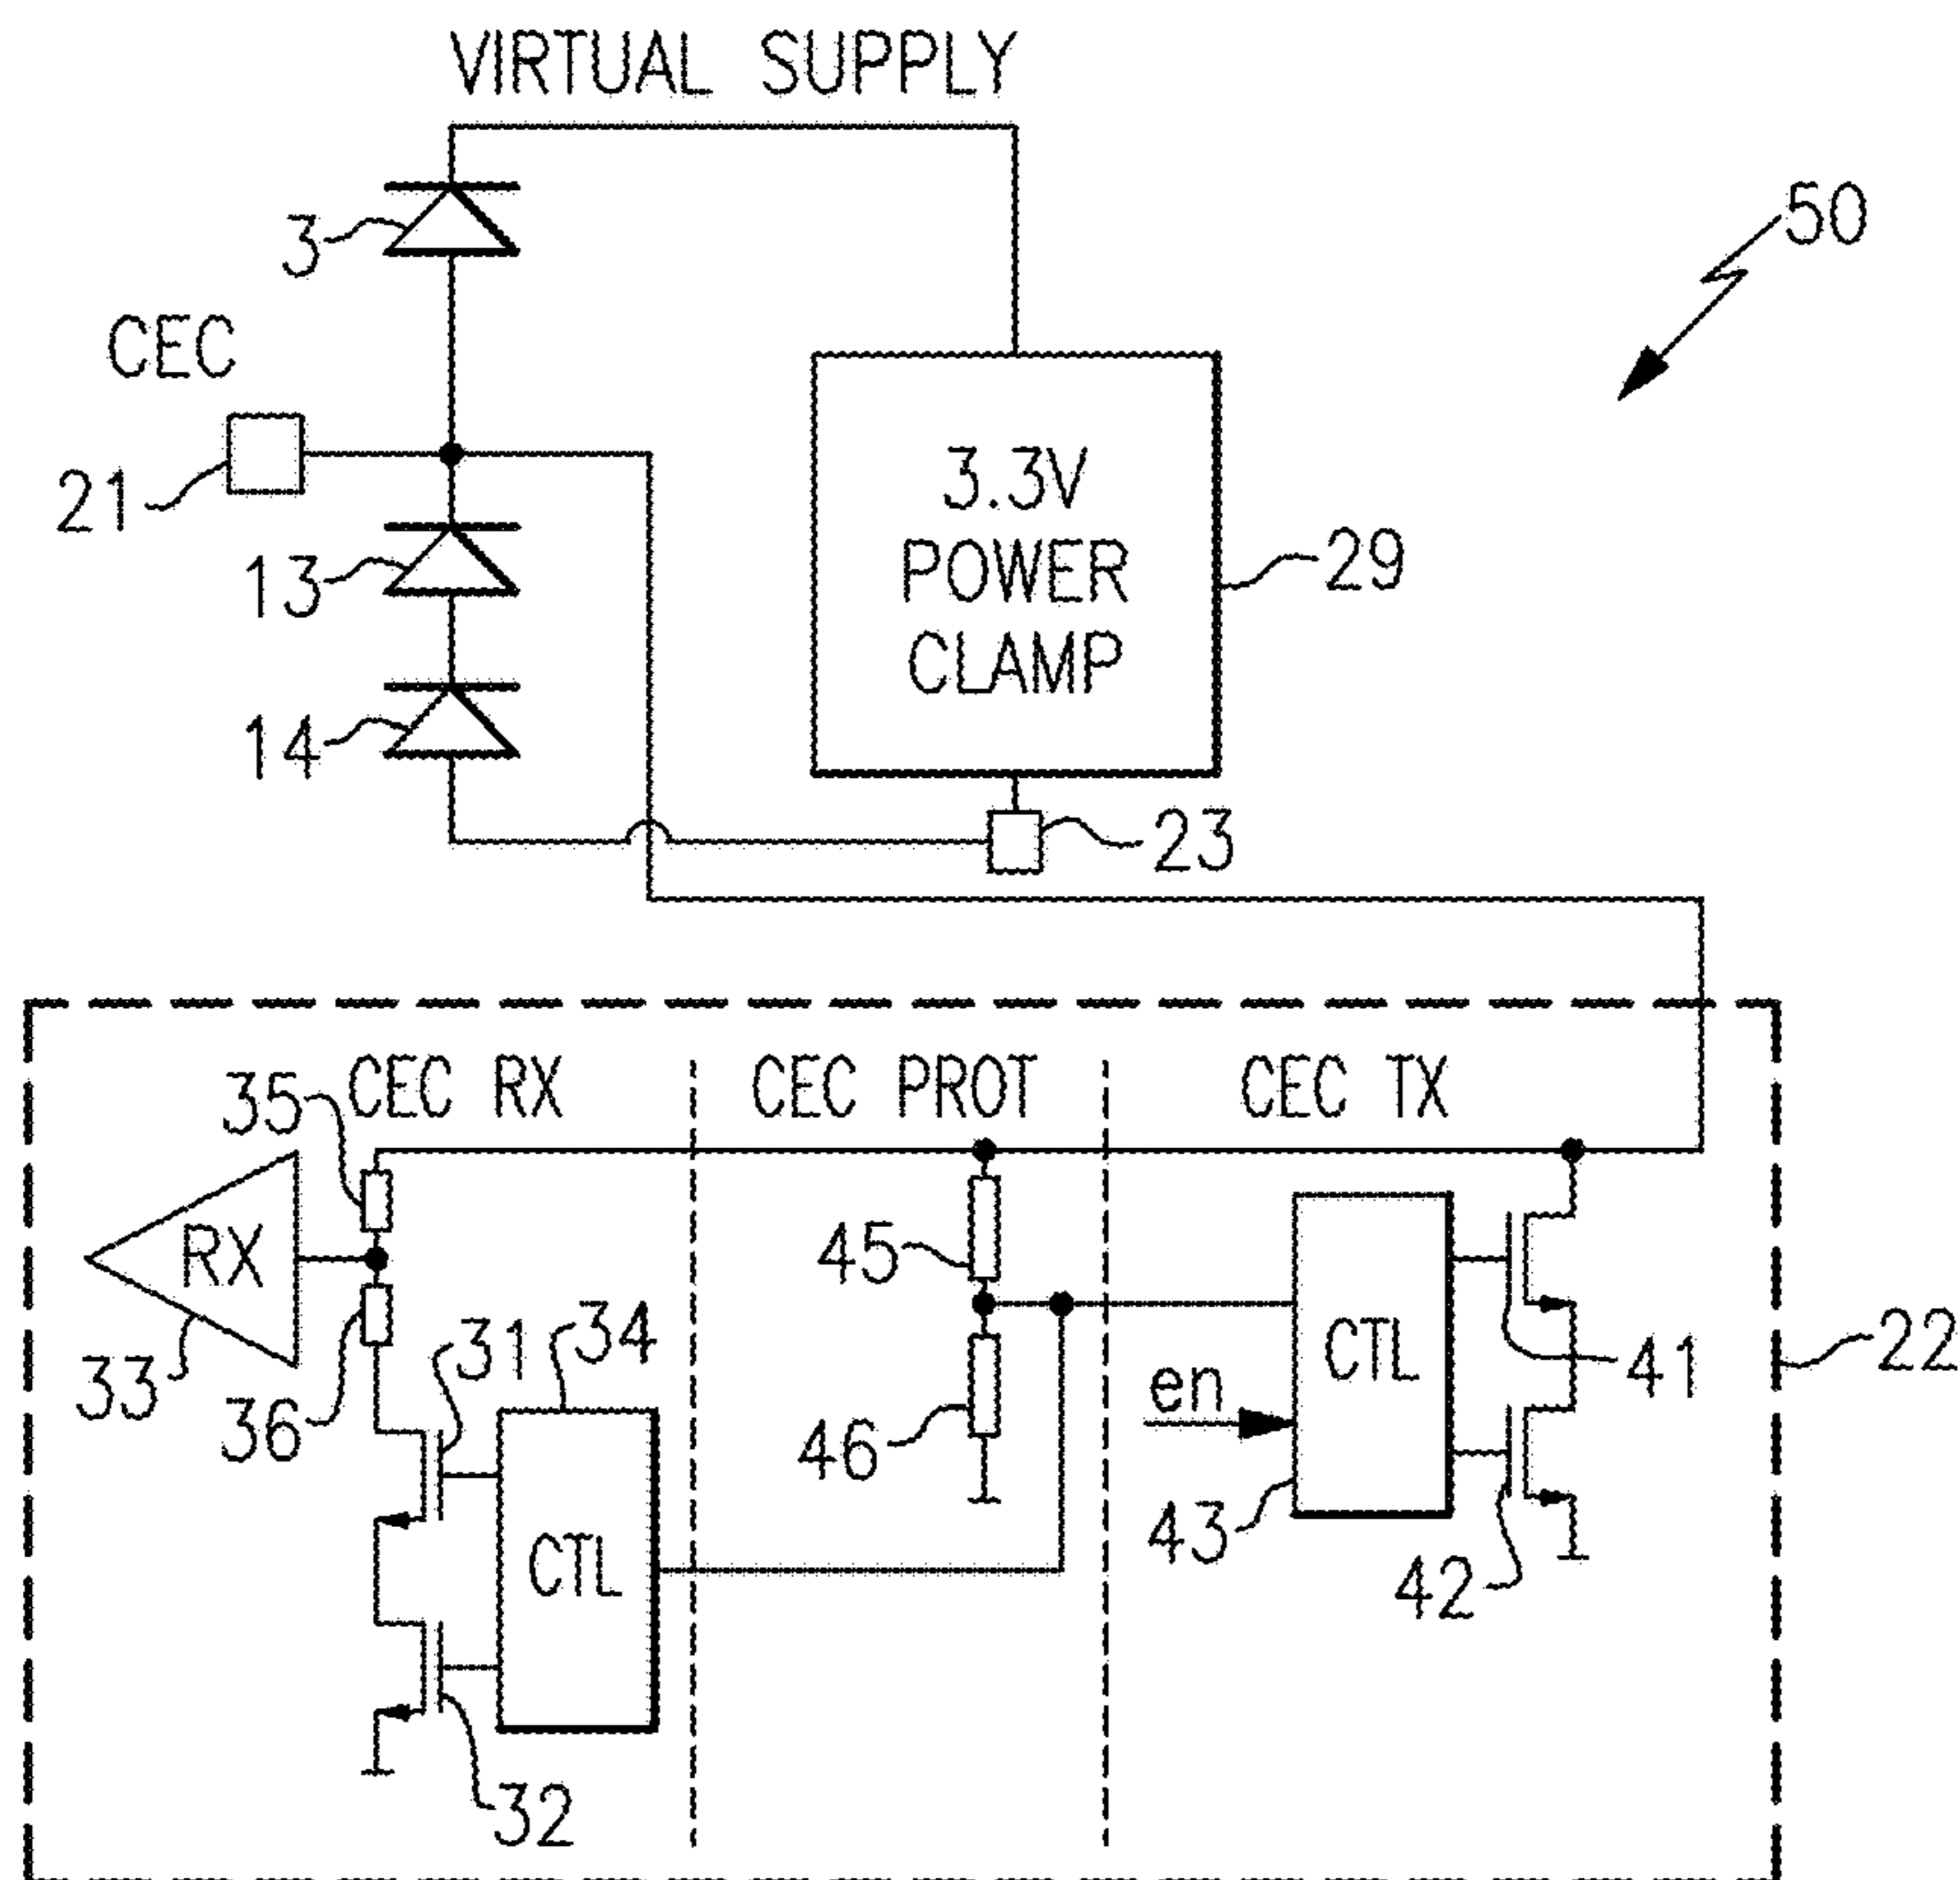 VIRTUAL SUPPLY
3
50
CEC
21
3.3V
POWER
CLAMP
29
13
14
23
CEC RX
CEC PROT
CEC TX
35
RX
45
CTL
41
22
33
36
31
34
46
en
43
42
CTL
32